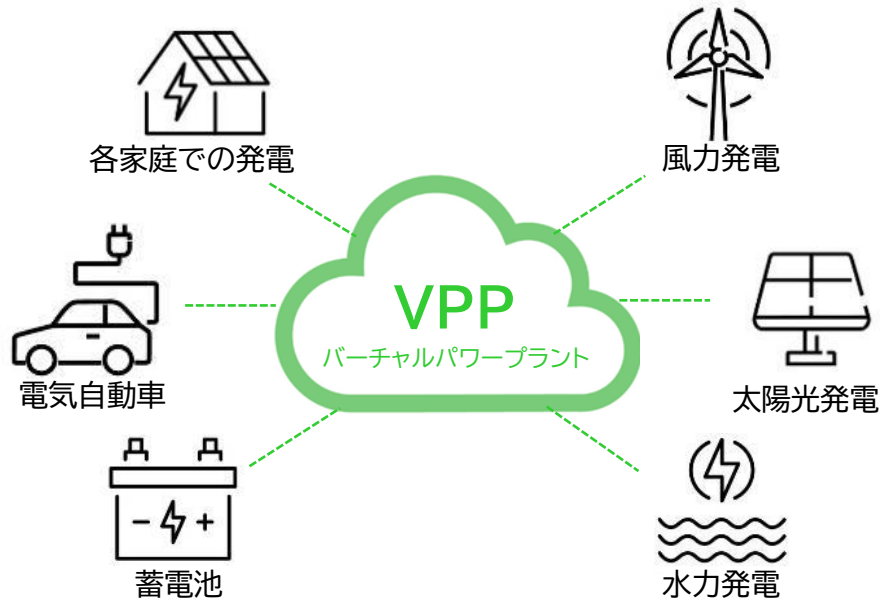 各家庭での発電
風力発電
VPP
バーチャルパワープラント
電気自動車
太陽光発電
蓄電池
水力発電